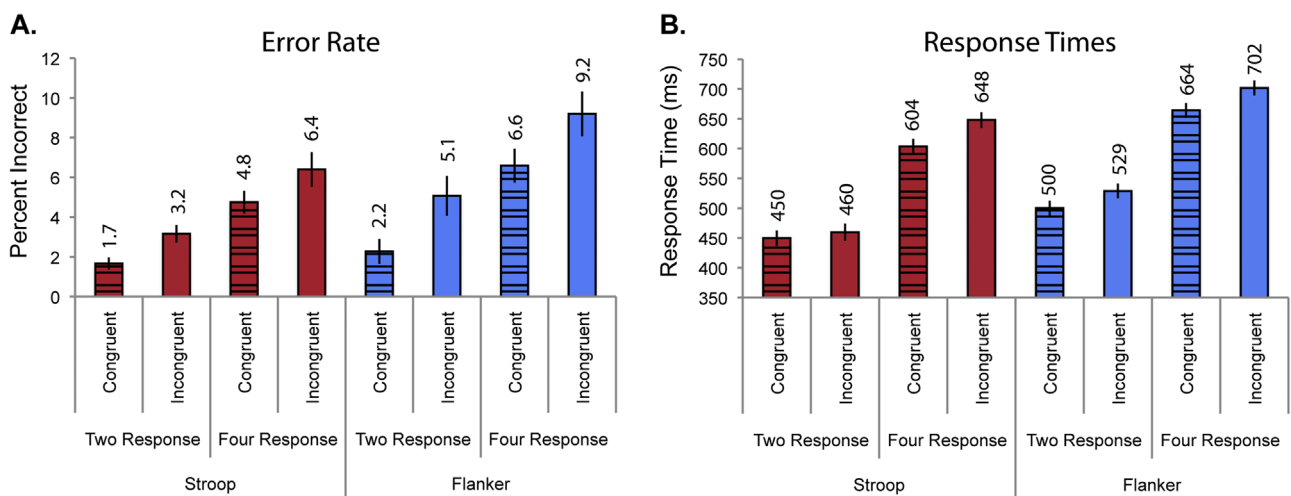 A.
Error Rate
Percent Incorrect
12
10
8
6
4
2
0
1.7
3.2
4.8
6.4
2.2
5.1
6.6
9.2
Congruent
Incongruent
Congruent
Incongruent
Congruent
Incongruent
Congruent
Incongruent
Two Response
Four Response
Two Response
Four Response
Stroop
Flanker
B.
Response Times
Response Time (ms)
750
700
650
600
550
500
450
400
350
450
460
604
648
500
529
664
702
Congruent
Incongruent
Congruent
Incongruent
Congruent
Incongruent
Congruent
Incongruent
Two Response
Four Response
Two Response
Four Response
Stroop
Flanker